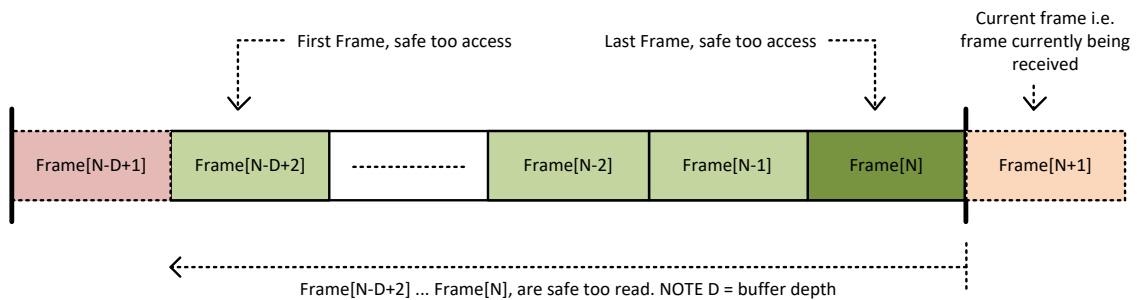 First Frame, safe too access
Last Frame, safe too access
Current frame i.e.
frame currently being
received
Frame[N-D+1]
Frame[N-D+2]
Frame[N-2]
Frame[N-1]
Frame[N]
Frame[N+1]
Frame[N-D+2] ... Frame[N], are safe too read. NOTE D = buffer depth